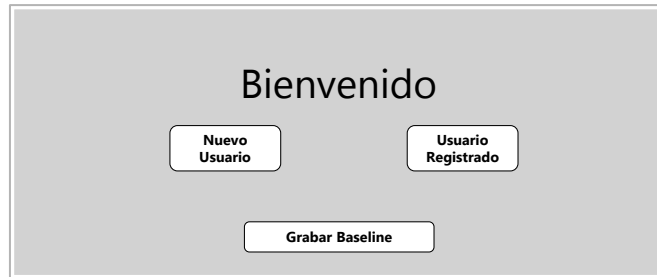 Bienvenido
Nuevo
Usuario
Usuario
Registrado
Grabar Baseline